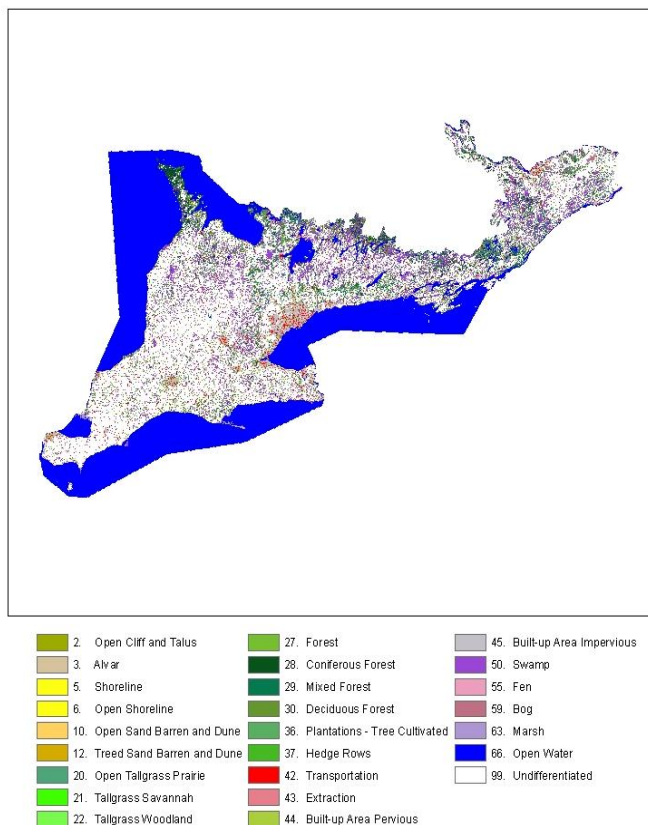 2. Open Cliff and Talus
3. Alvar
5. Shoreline
6. Open Shoreline
10. Open Sand Barren and Dune
12. Treed Sand Barren and Dune
20. Open Tallgrass Prairie
21. Tallgrass Savannah
22. Tallgrass Woodland
27. Forest
28. Coniferous Forest
29. Mixed Forest
30. Deciduous Forest
36. Plantations - Tree Cultivated
37. Hedge Rows
42. Transportation
43. Extraction
44. Built-up Area Pervious
45. Built-up Area Impervious
50. Swamp
55. Fen
59. Bog
63. Marsh
66. Open Water
99. Undifferentiated